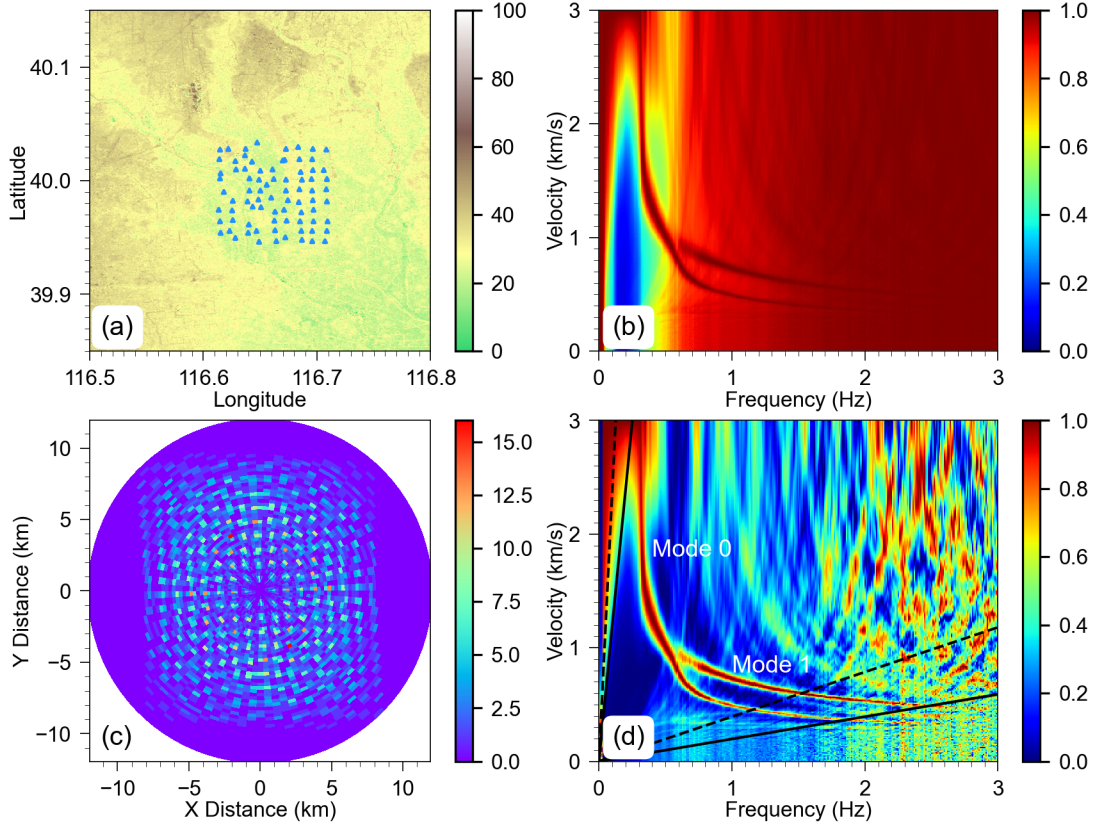 40.1
40.0
39.9
Latitude
116.5 116.6 116.7 116.8
Longitude
(a)
100
80
60
40
20
0
3
2
1
0
Velocity (km/s)
0 1 2 3
Frequency (Hz)
(b)
1.0
0.8
0.6
0.4
0.2
0.0
10
5
0
−5
−10
Y Distance (km)
−10 −5 0 5 10
X Distance (km)
(c)
15.0
12.5
10.0
7.5
5.0
2.5
0.0
3
2
1
0
Velocity (km/s)
Mode 0
Mode 1
0 1 2 3
Frequency (Hz)
(d)
1.0
0.8
0.6
0.4
0.2
0.0